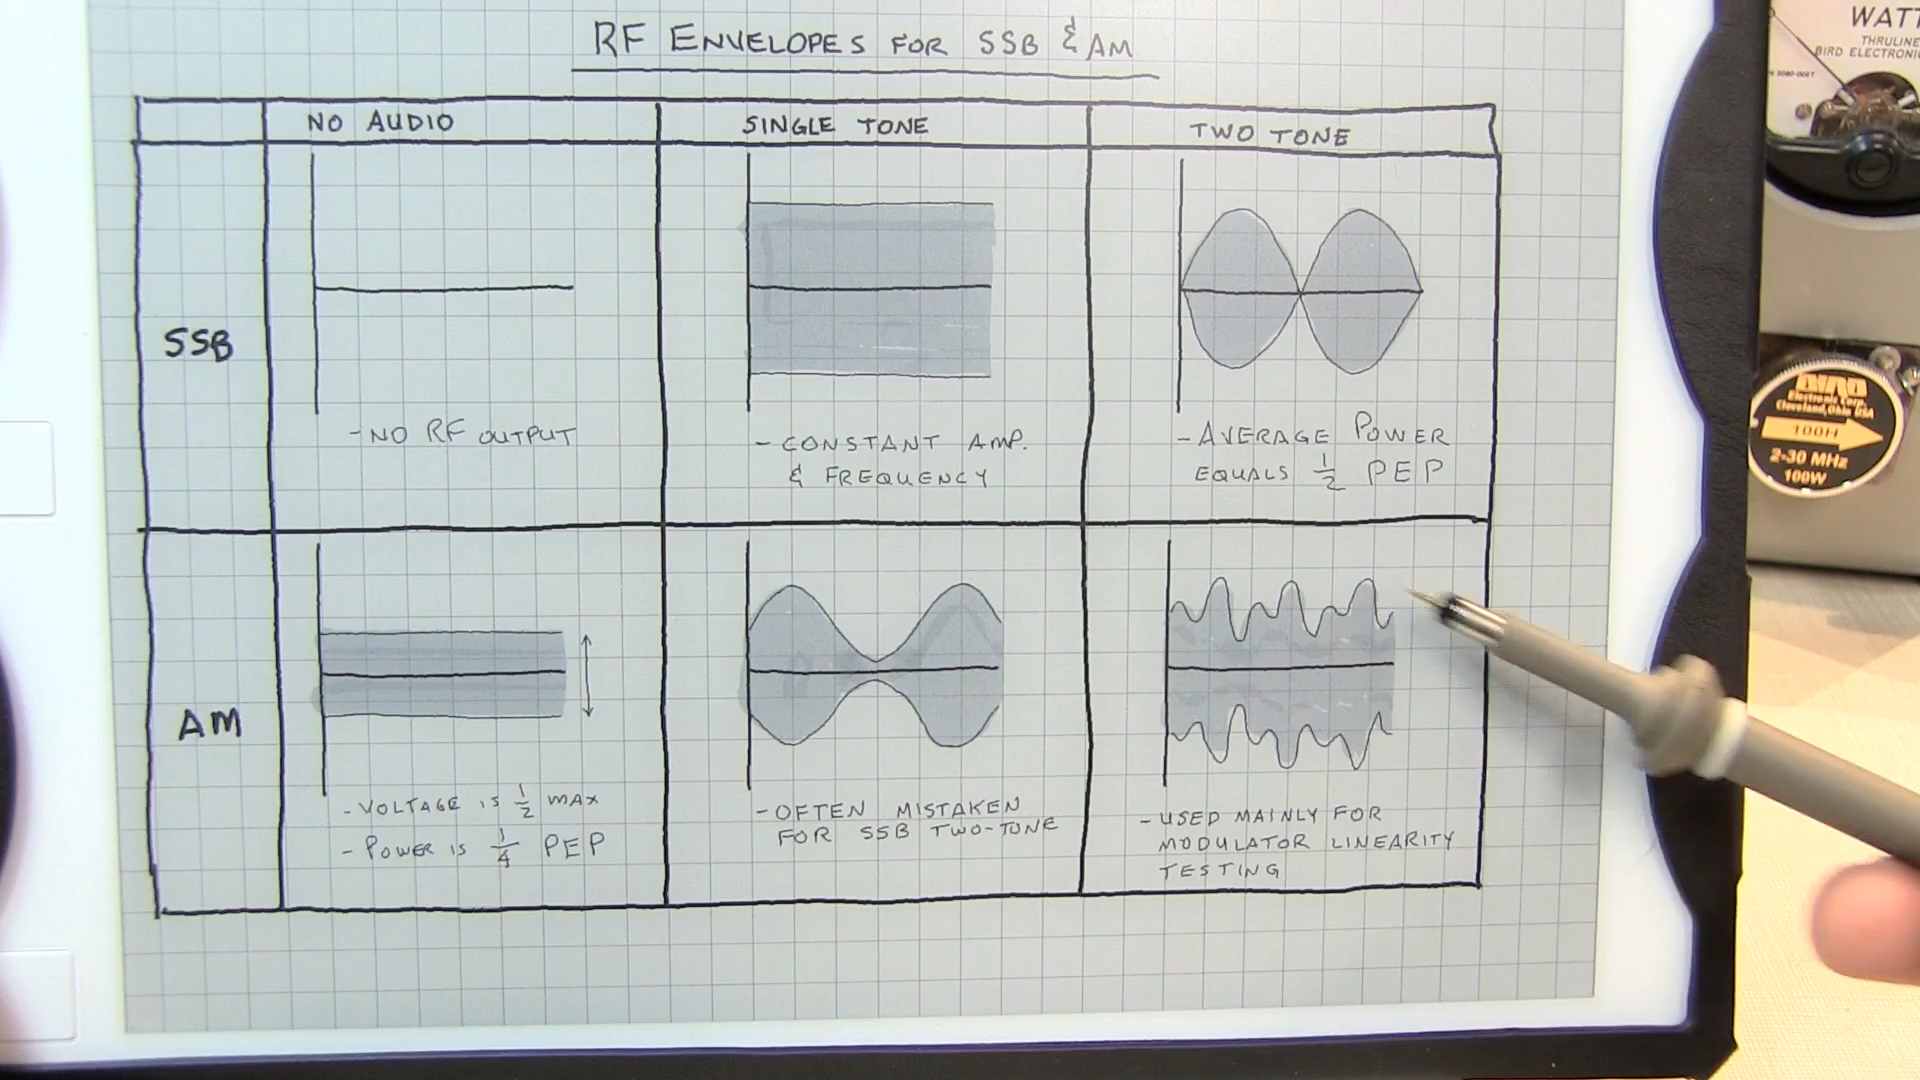 RF ENVELOPES FOR SSB & AM
NO AUDIO
SINGLE TONE
TWO TONE
SSB
- NO RF OUTPUT
- CONSTANT AMP.
& FREQUENCY
- AVERAGE POWER
EQUALS 1/2 PEP
AM
- VOLTAGE IS 1/2 MAX
- POWER IS 1/4 PEP
- OFTEN MISTAKEN
FOR SSB TWO-TONE
- USED MAINLY FOR
MODULATOR LINEARITY
TESTING
WATT
THRULINE
BIRD ELECTRONIC
BIRD
Electronic Corp.
Cleveland, Ohio USA
100H
2-30 MHz
100W